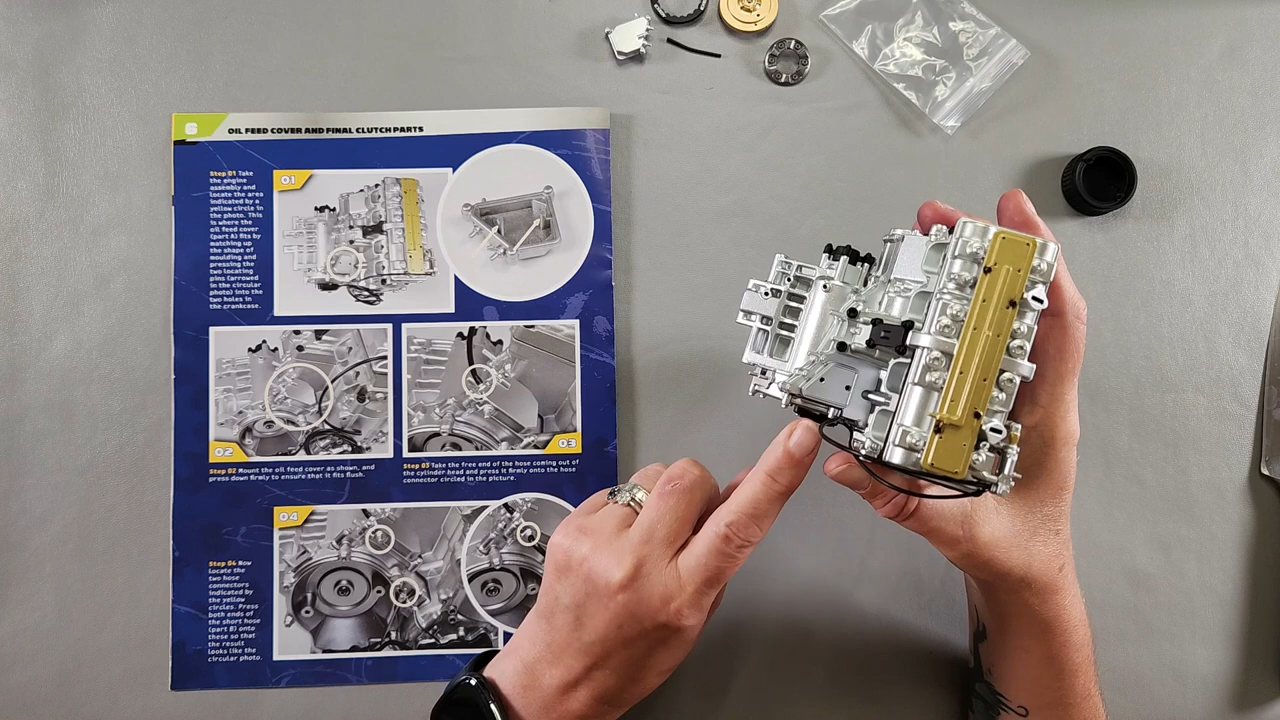 6
OIL FEED COVER AND FINAL CLUTCH PARTS
Step 01 Take
the engine
assembly and
locate the area
indicated by a
yellow circle in
the photo. This
is where the
oil feed cover
(part A) fits by
matching up
the shape of
moulding and
pressing the
two locating
pins (arrowed
in the circular
photo) into the
two holes in
the crankcase.
01
02
03
Step 02 Mount the oil feed cover as shown, and
press down firmly to ensure that it fits flush.
Step 03 Take the free end of the hose coming out of
the cylinder head and press it firmly onto the hose
connector circled in the picture.
04
Step 04 Now
locate the
two hose
connectors
indicated by
the yellow
circles. Press
both ends of
the short hose
(part B) onto
these so that
the result
looks like the
circular photo.